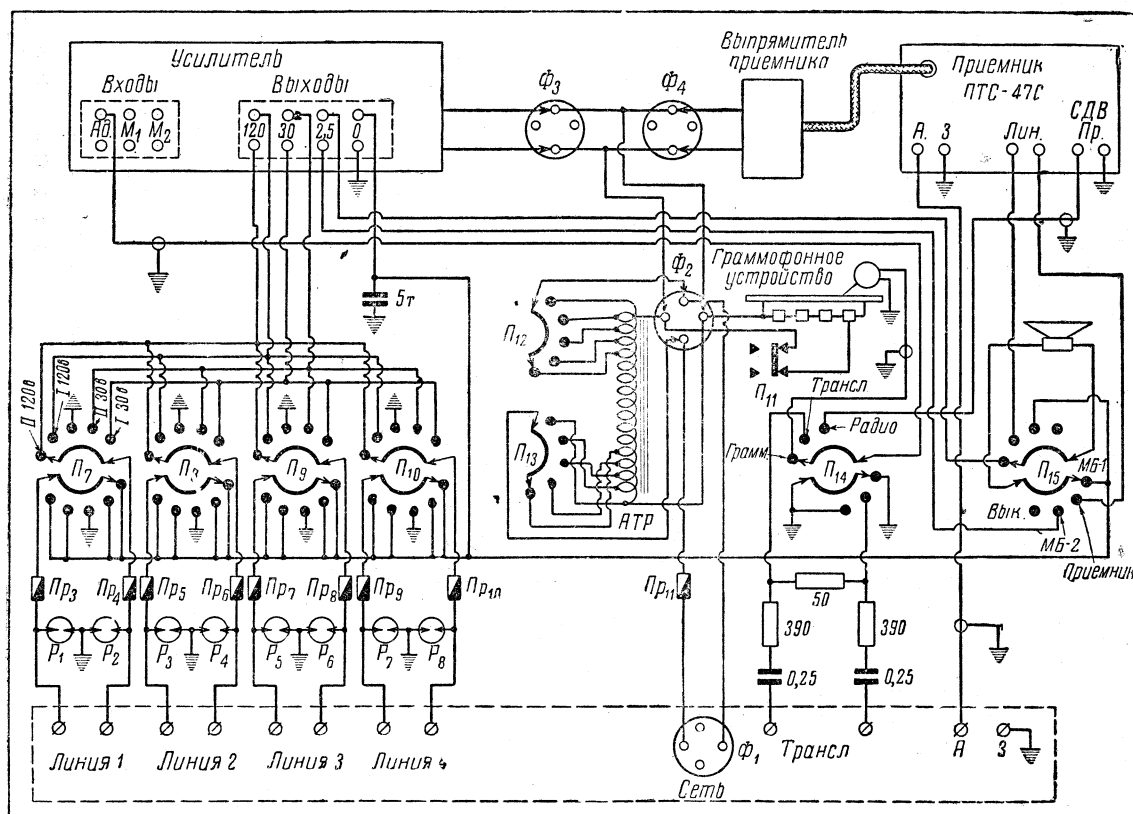 Усилитель
Входы
Выходы
Ад. М1 М2
120 30 2,5 0
Ф3
Ф4
Выпрямитель
приемника
Приемник
ПТС-47С
СДВ
А. З Лин. Пр.
5т
Ф2
Граммофонное
устройство
П12
П11
Трансл
Радио
Грамм.
П13
АТР
П14
П15
МБ-1
Вык.
МБ-2
Приемник
II 120в
I 120в
II 30в
I 30в
П7
П8
П9
П10
Пр3 Пр4 Пр5 Пр6 Пр7 Пр8 Пр9 Пр10
Пр11
50
390
390
0,25
0,25
Р1 Р2 Р3 Р4 Р5 Р6 Р7 Р8
Линия 1 Линия 2 Линия 3 Линия 4
Ф1
Сеть
Трансл
А
З